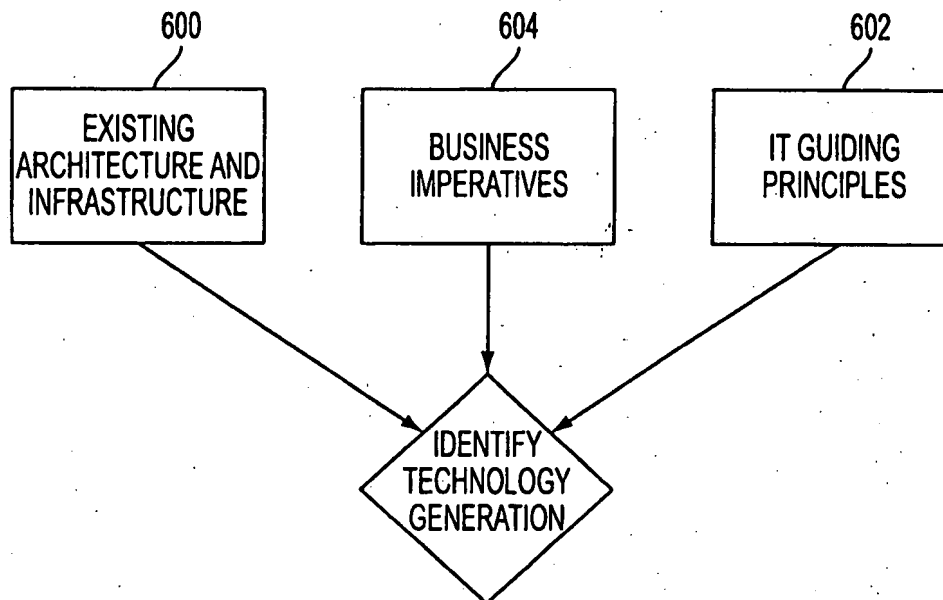 600
604
602
EXISTING
ARCHITECTURE AND
INFRASTRUCTURE
BUSINESS
IMPERATIVES
IT GUIDING
PRINCIPLES
IDENTIFY
TECHNOLOGY
GENERATION